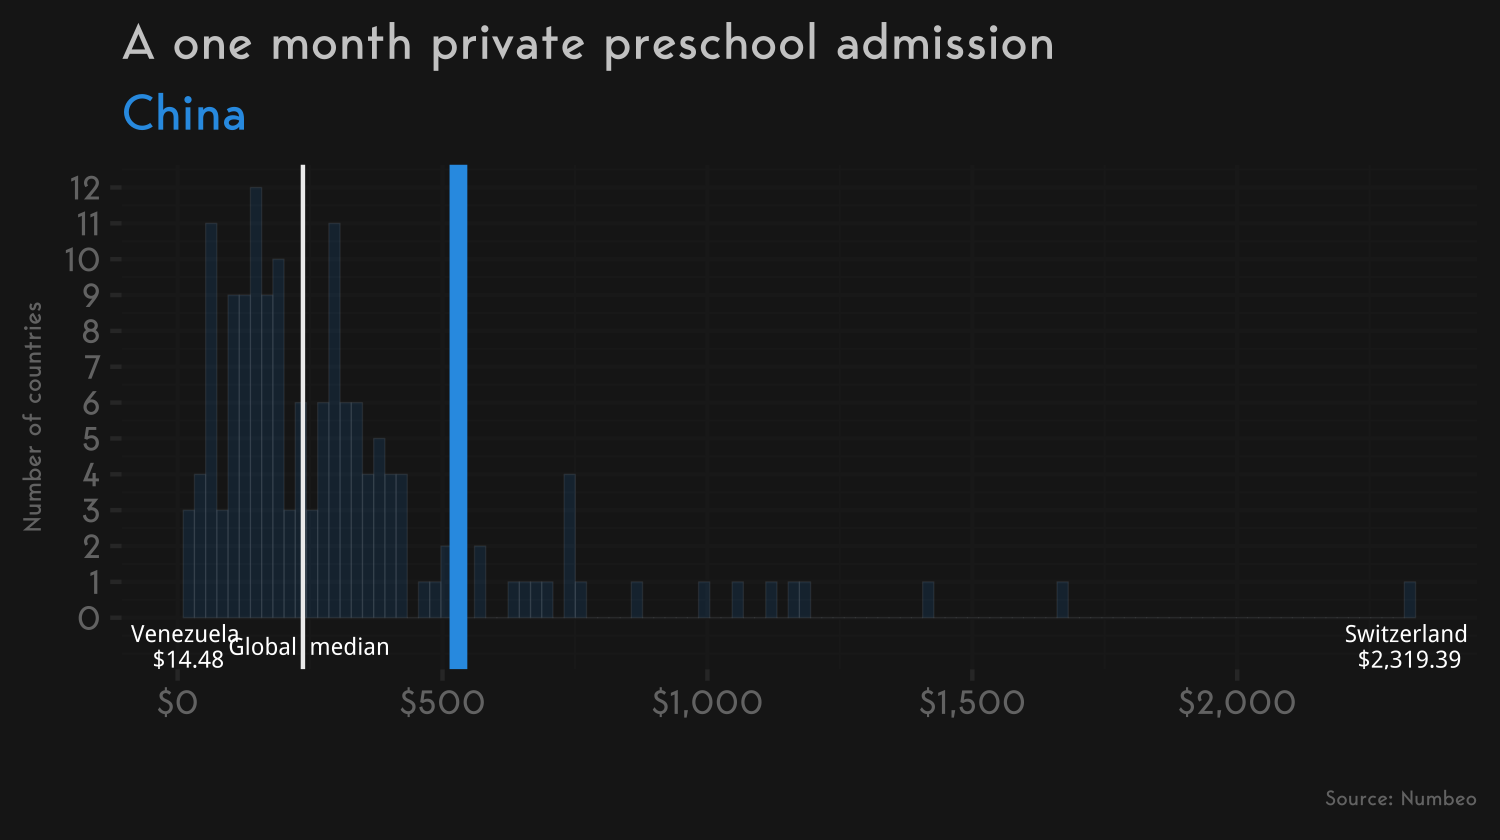 A one month private preschool admission
China
Number of countries
12
11
10
9
8
7
6
5
4
3
2
1
0
Venezuela
$14.48
Global median
Switzerland
$2,319.39
$0 $500 $1,000 $1,500 $2,000
Source: Numbeo